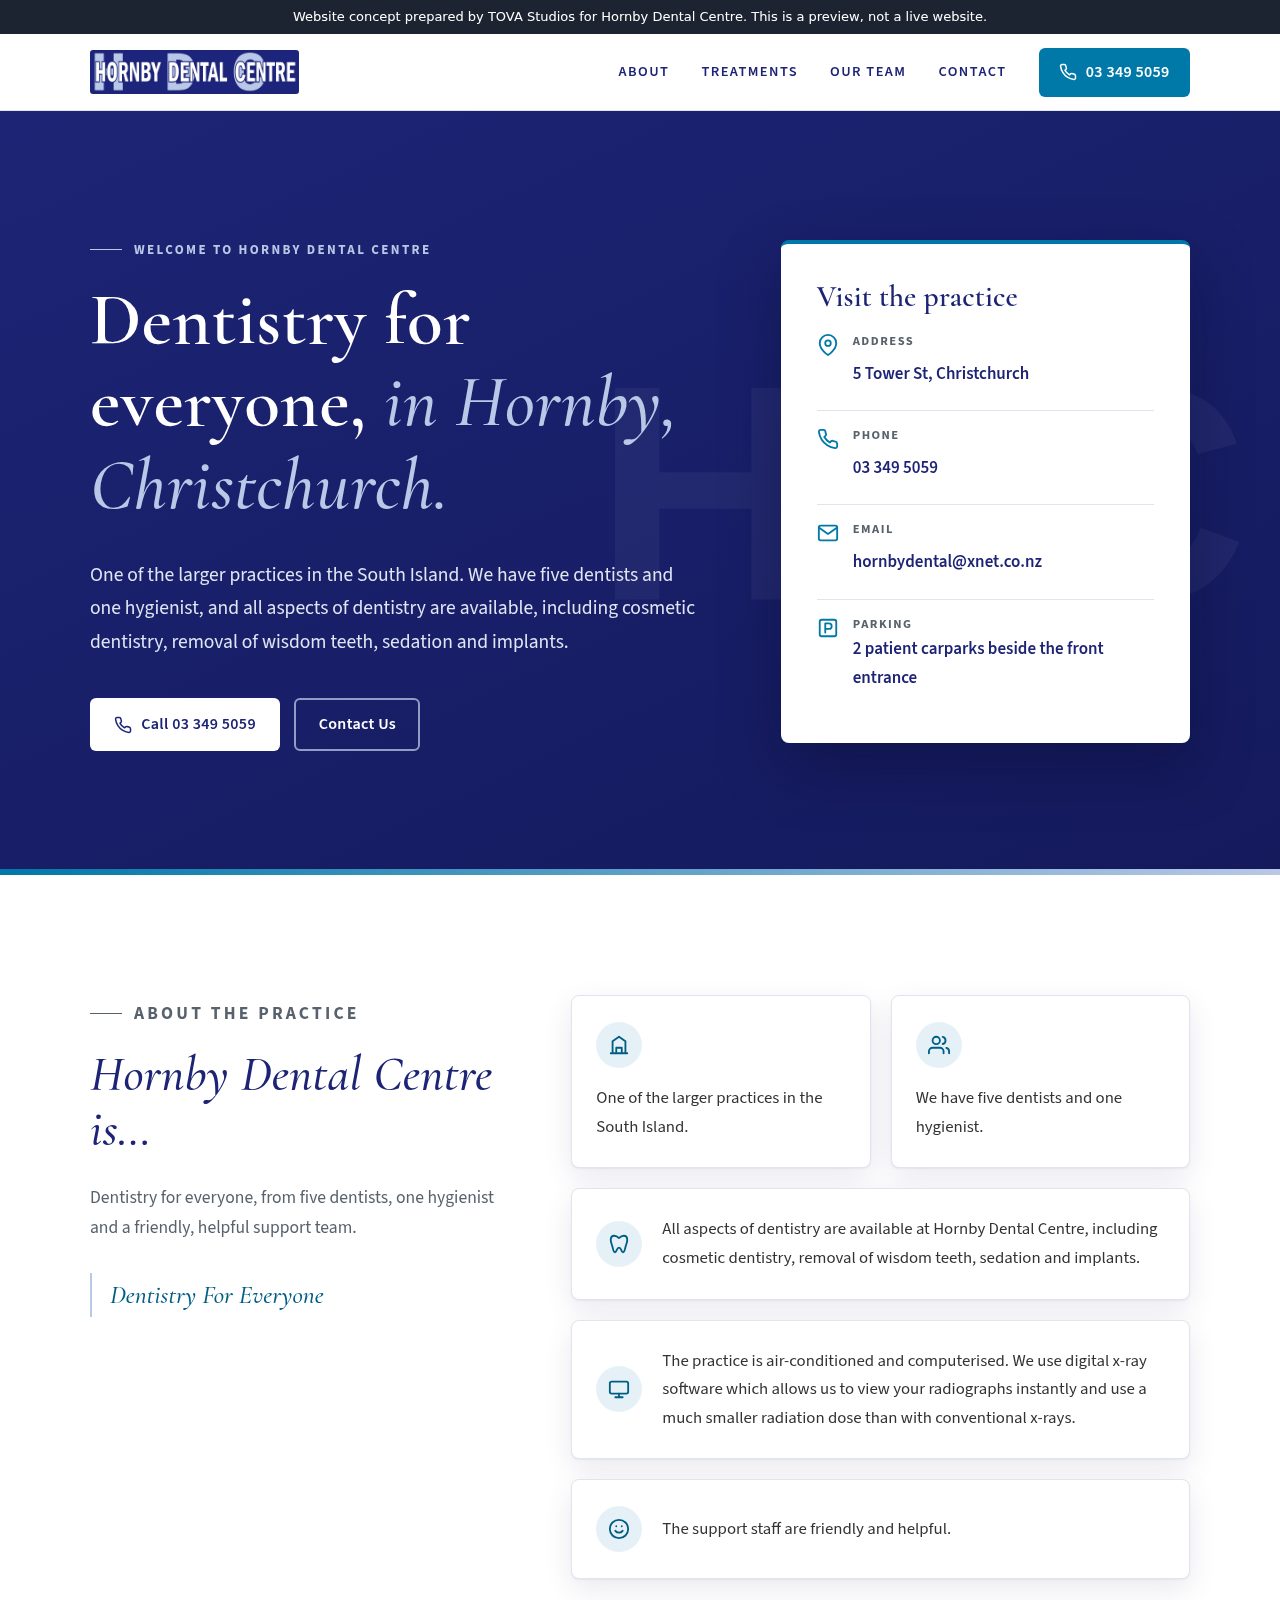 Website concept prepared by TOVA Studios for Hornby Dental Centre. This is a preview, not a live website.
HORNBY DENTAL CENTRE
ABOUT
TREATMENTS
OUR TEAM
CONTACT
03 349 5059
WELCOME TO HORNBY DENTAL CENTRE
Dentistry for
everyone, in Hornby,
Christchurch.
One of the larger practices in the South Island. We have five dentists and
one hygienist, and all aspects of dentistry are available, including cosmetic
dentistry, removal of wisdom teeth, sedation and implants.
Call 03 349 5059
Contact Us
Visit the practice
ADDRESS
5 Tower St, Christchurch
PHONE
03 349 5059
EMAIL
hornbydental@xnet.co.nz
PARKING
2 patient carparks beside the front
entrance
ABOUT THE PRACTICE
Hornby Dental Centre
is...
Dentistry for everyone, from five dentists, one hygienist
and a friendly, helpful support team.
Dentistry For Everyone
One of the larger practices in the
South Island.
We have five dentists and one
hygienist.
All aspects of dentistry are available at Hornby Dental Centre, including
cosmetic dentistry, removal of wisdom teeth, sedation and implants.
The practice is air-conditioned and computerised. We use digital x-ray
software which allows us to view your radiographs instantly and use a
much smaller radiation dose than with conventional x-rays.
The support staff are friendly and helpful.